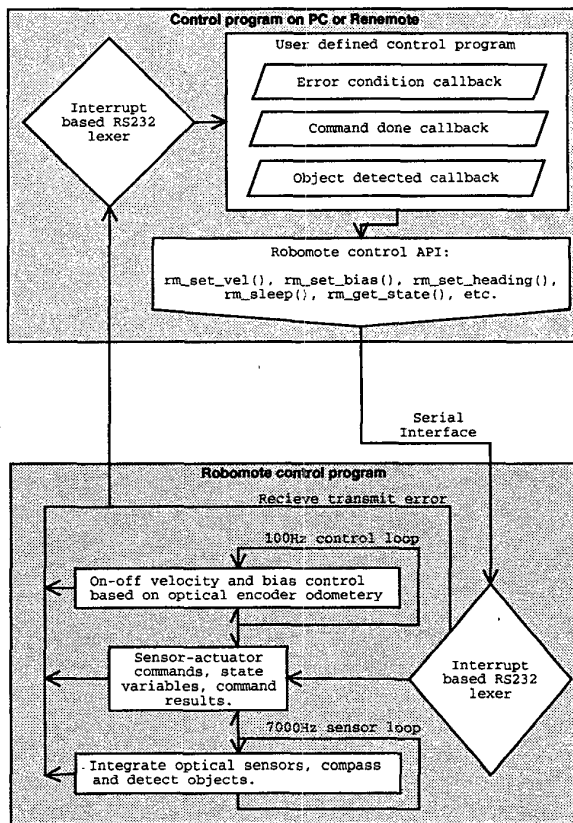 Control program on PC or Renemote
User defined control program
Error condition callback
Command done callback
Object detected callback
Interrupt
based RS232
lexer
Robomote control API:
rm_set_vel(), rm_set_bias(), rm_set_heading(),
rm_sleep(), rm_get_state(), etc.
Serial
Interface
Robomote control program
Recieve transmit error
100Hz control loop
On-off velocity and bias control
based on optical encoder odometery
Sensor-actuator
commands, state
variables, command
results.
Interrupt
based RS232
lexer
7000Hz sensor loop
Integrate optical sensors, compass
and detect objects.